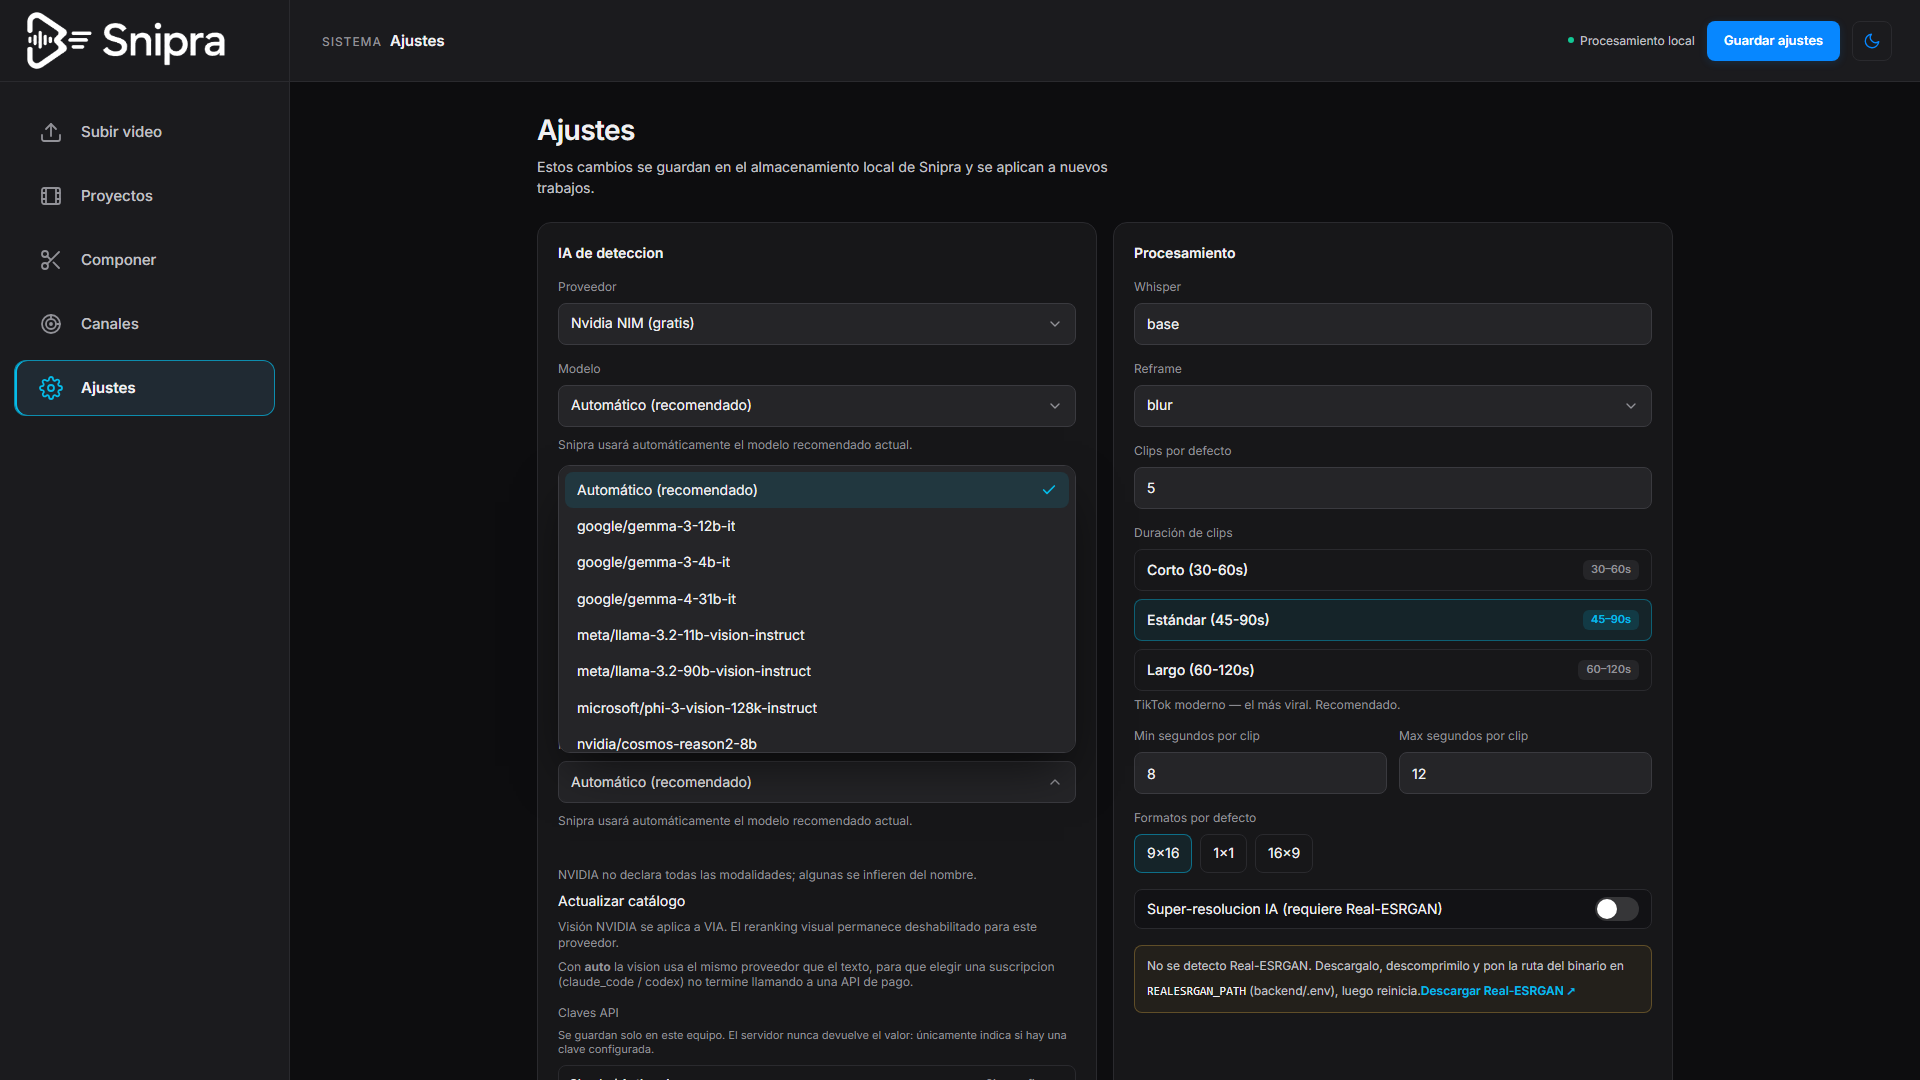 Snipra
SISTEMA Ajustes
Procesamiento local
Guardar ajustes
Subir video
Proyectos
Componer
Canales
Ajustes
Ajustes
Estos cambios se guardan en el almacenamiento local de Snipra y se aplican a nuevos
trabajos.
IA de deteccion
Proveedor
Nvidia NIM (gratis)
Modelo
Automático (recomendado)
Snipra usará automáticamente el modelo recomendado actual.
Automático (recomendado)
google/gemma-3-12b-it
google/gemma-3-4b-it
google/gemma-4-31b-it
meta/llama-3.2-11b-vision-instruct
meta/llama-3.2-90b-vision-instruct
microsoft/phi-3-vision-128k-instruct
nvidia/cosmos-reason2-8b
Automático (recomendado)
Snipra usará automáticamente el modelo recomendado actual.
NVIDIA no declara todas las modalidades; algunas se infieren del nombre.
Actualizar catálogo
Visión NVIDIA se aplica a VIA. El reranking visual permanece deshabilitado para este
proveedor.
Con auto la vision usa el mismo proveedor que el texto, para que elegir una suscripcion
(claude_code / codex) no termine llamando a una API de pago.
Claves API
Se guardan solo en este equipo. El servidor nunca devuelve el valor: únicamente indica si hay una
clave configurada.
Procesamiento
Whisper
base
Reframe
blur
Clips por defecto
5
Duración de clips
Corto (30-60s) 30–60s
Estándar (45-90s) 45–90s
Largo (60-120s) 60–120s
TikTok moderno — el más viral. Recomendado.
Min segundos por clip
8
Max segundos por clip
12
Formatos por defecto
9×16 1×1 16×9
Super-resolucion IA (requiere Real-ESRGAN)
No se detecto Real-ESRGAN. Descargalo, descomprimilo y pon la ruta del binario en
REALESRGAN_PATH (backend/.env), luego reinicia.Descargar Real-ESRGAN ↗